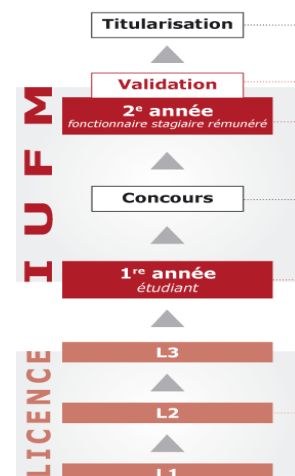 Titularisation
Validation
2e année
fonctionnaire stagiaire rémunéré
Concours
1re année
étudiant
L3
L2
L1
IUFM
LICENCE